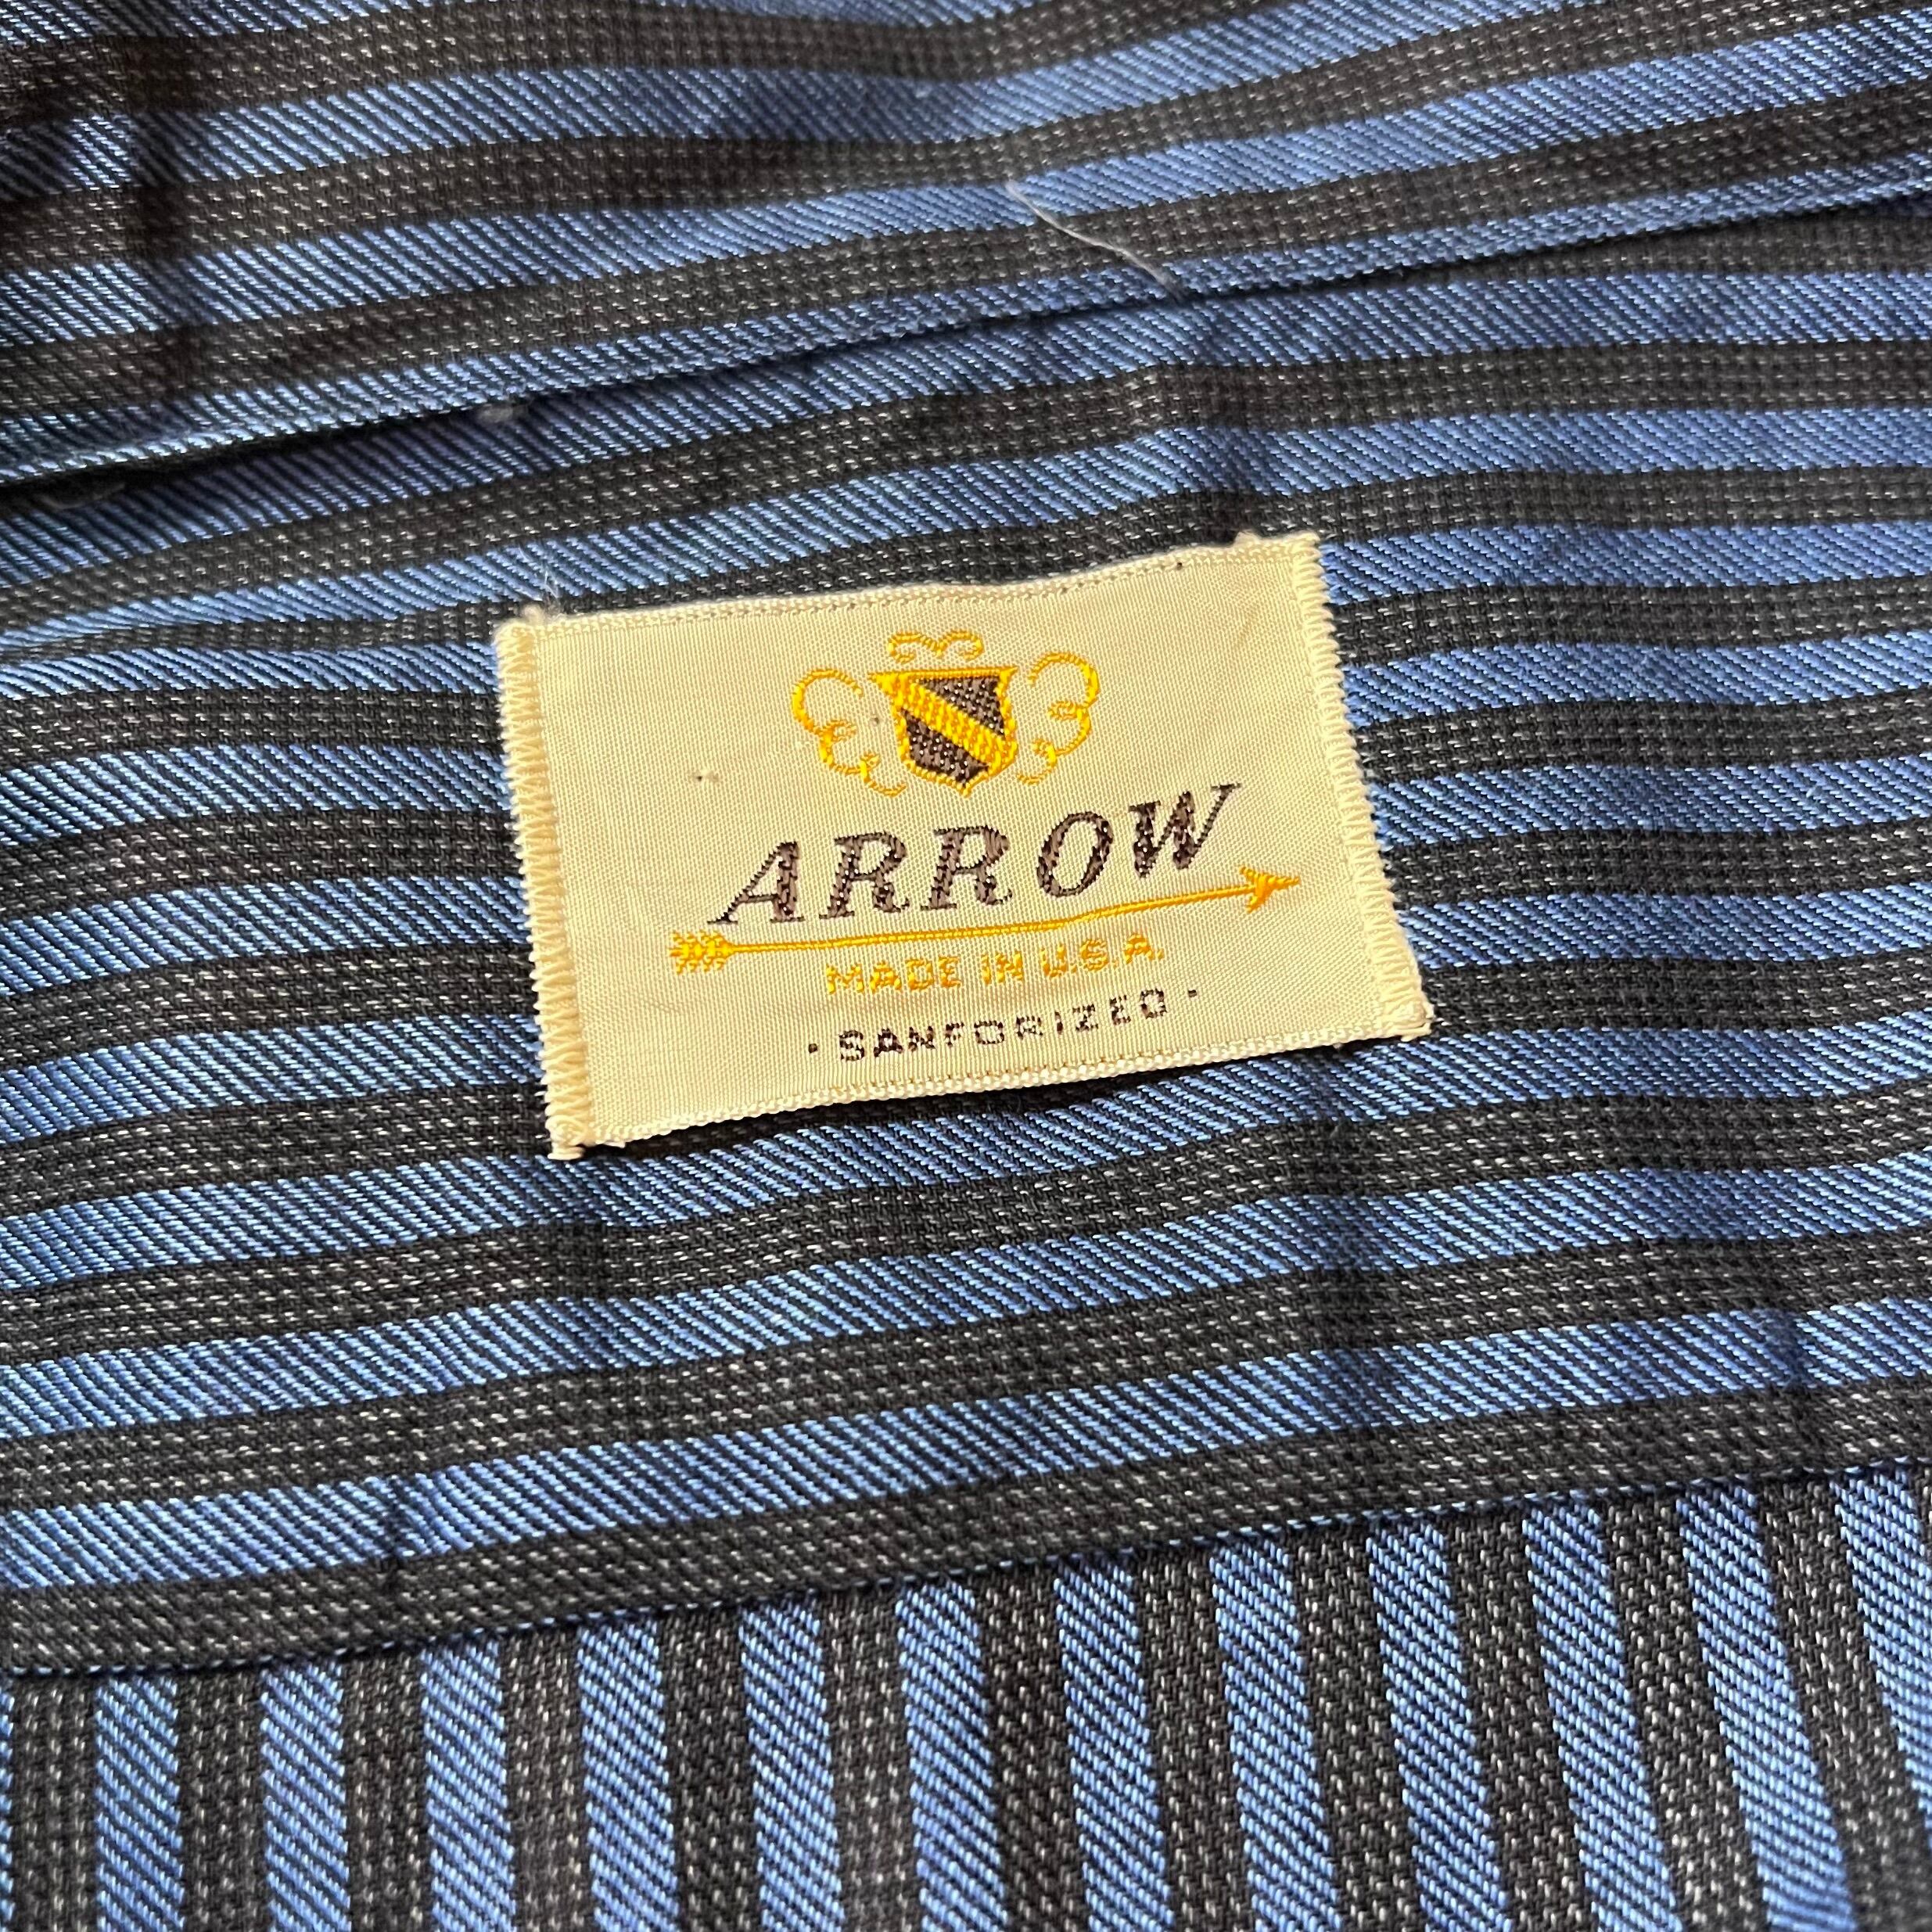 ARROW
MADE IN U.S.A.
· SANFORIZED ·